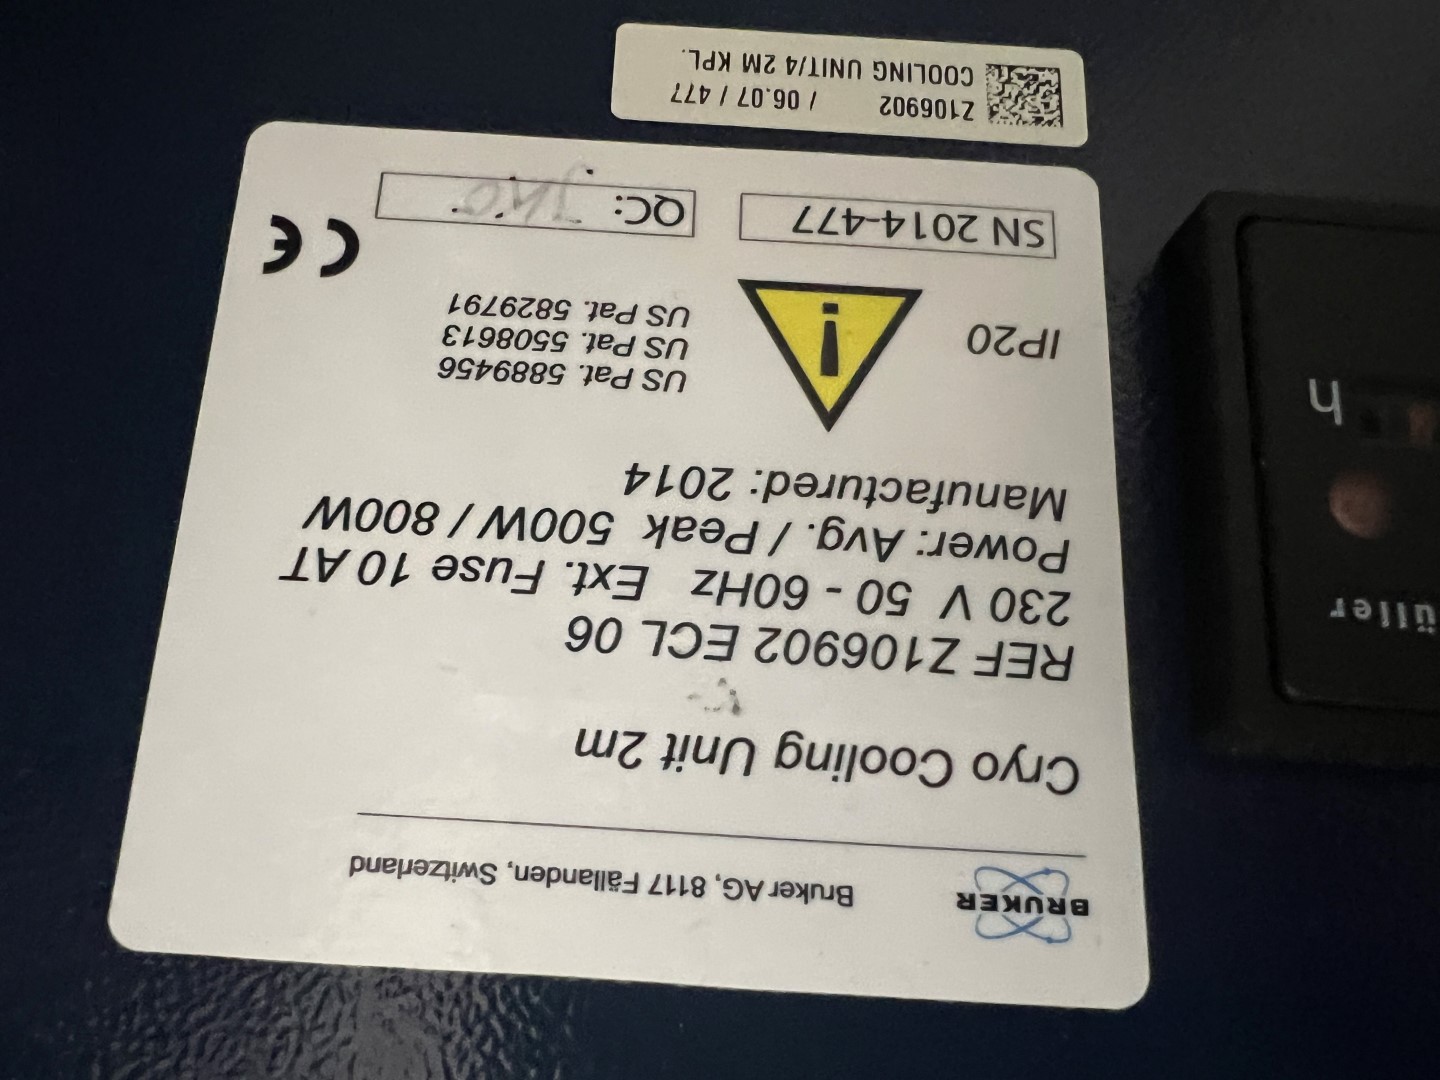 BRUKER
Bruker AG, 8117 Fällanden, Switzerland
Cryo Cooling Unit 2m
REF Z106902 ECL 06
230 V 50 - 60Hz Ext. Fuse 10 AT
Power: Avg. / Peak 500W / 800W
Manufactured: 2014
IP20
!
US Pat. 5889456
US Pat. 5508613
US Pat. 5829791
SN 2014-477
QC:
CE
Z106902 / 06.07 / 477
COOLING UNIT/4 2M KPL.
üller
h